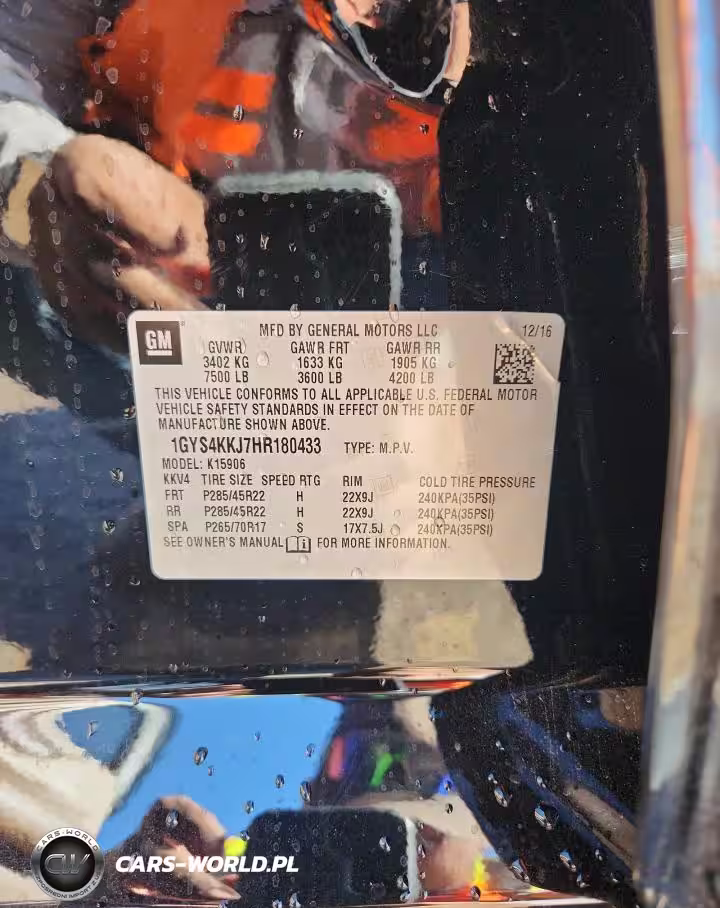 GM
MFD BY GENERAL MOTORS LLC 12/16
GVWR GAWR FRT GAWR RR
3402 KG 1633 KG 1905 KG
7500 LB 3600 LB 4200 LB
THIS VEHICLE CONFORMS TO ALL APPLICABLE U.S. FEDERAL MOTOR
VEHICLE SAFETY STANDARDS IN EFFECT ON THE DATE OF
MANUFACTURE SHOWN ABOVE.
1GYS4KKJ7HR180433 TYPE: M.P.V.
MODEL: K15906
KKV4 TIRE SIZE SPEED RTG RIM COLD TIRE PRESSURE
FRT P285/45R22 H 22X9J 240KPA(35PSI)
RR P285/45R22 H 22X9J 240KPA(35PSI)
SPA P265/70R17 S 17X7.5J 240KPA(35PSI)
SEE OWNER'S MANUAL FOR MORE INFORMATION.
CARS-WORLD
CW
CARS-WORLD.PL